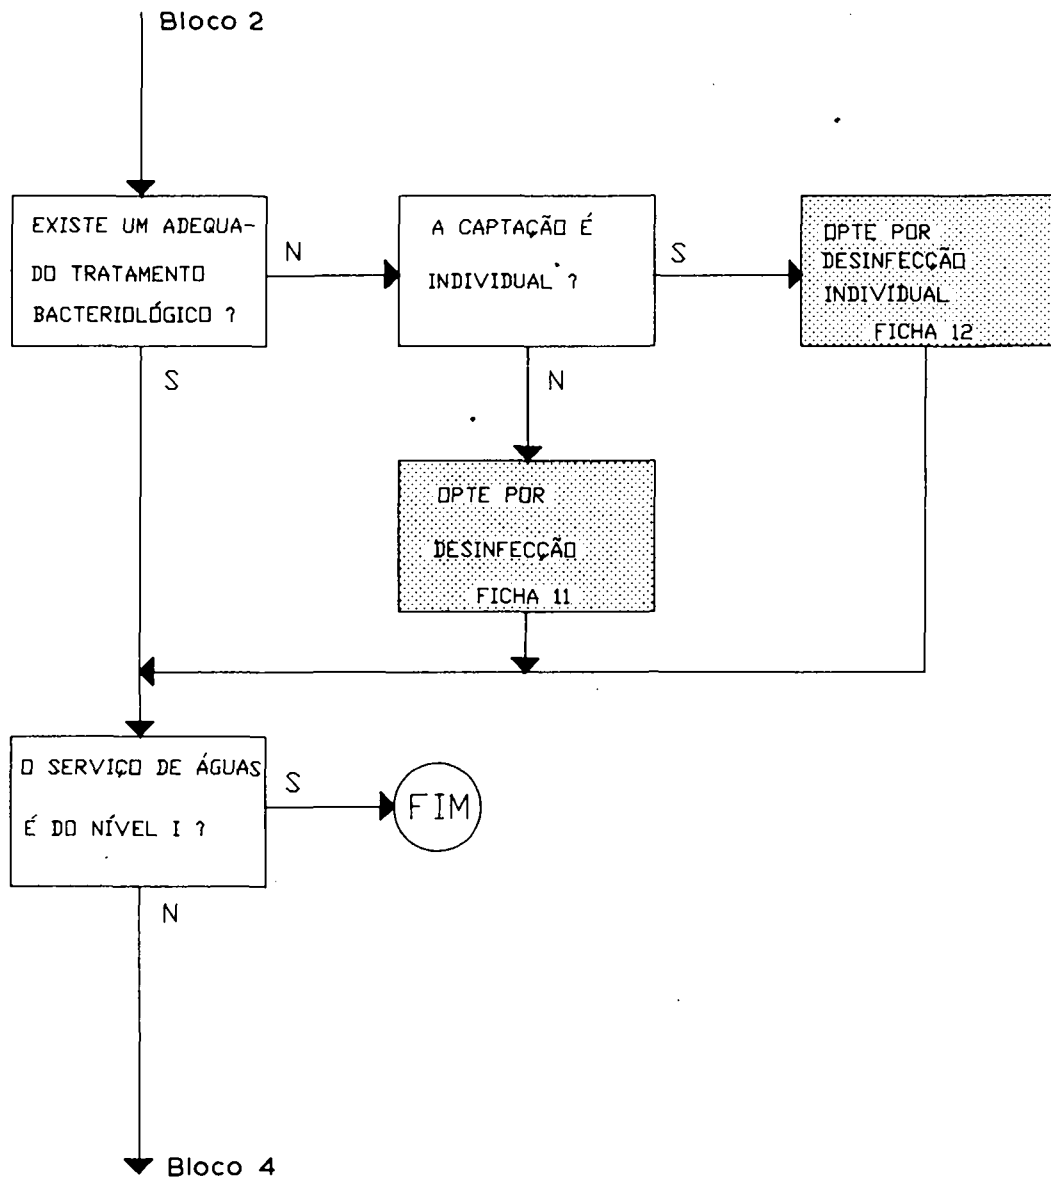 Bloco 2
EXISTE UM ADEQUA-
DO TRATAMENTO
BACTERIOLÓGICO ?
N
S
A CAPTAÇÃO É
INDIVIDUAL ?
S
N
OPTE POR
DESINFECÇÃO
INDIVIDUAL
FICHA 12
OPTE POR
DESINFECÇÃO
FICHA 11
O SERVIÇO DE ÁGUAS
É DO NÍVEL I ?
S
FIM
N
Bloco 4